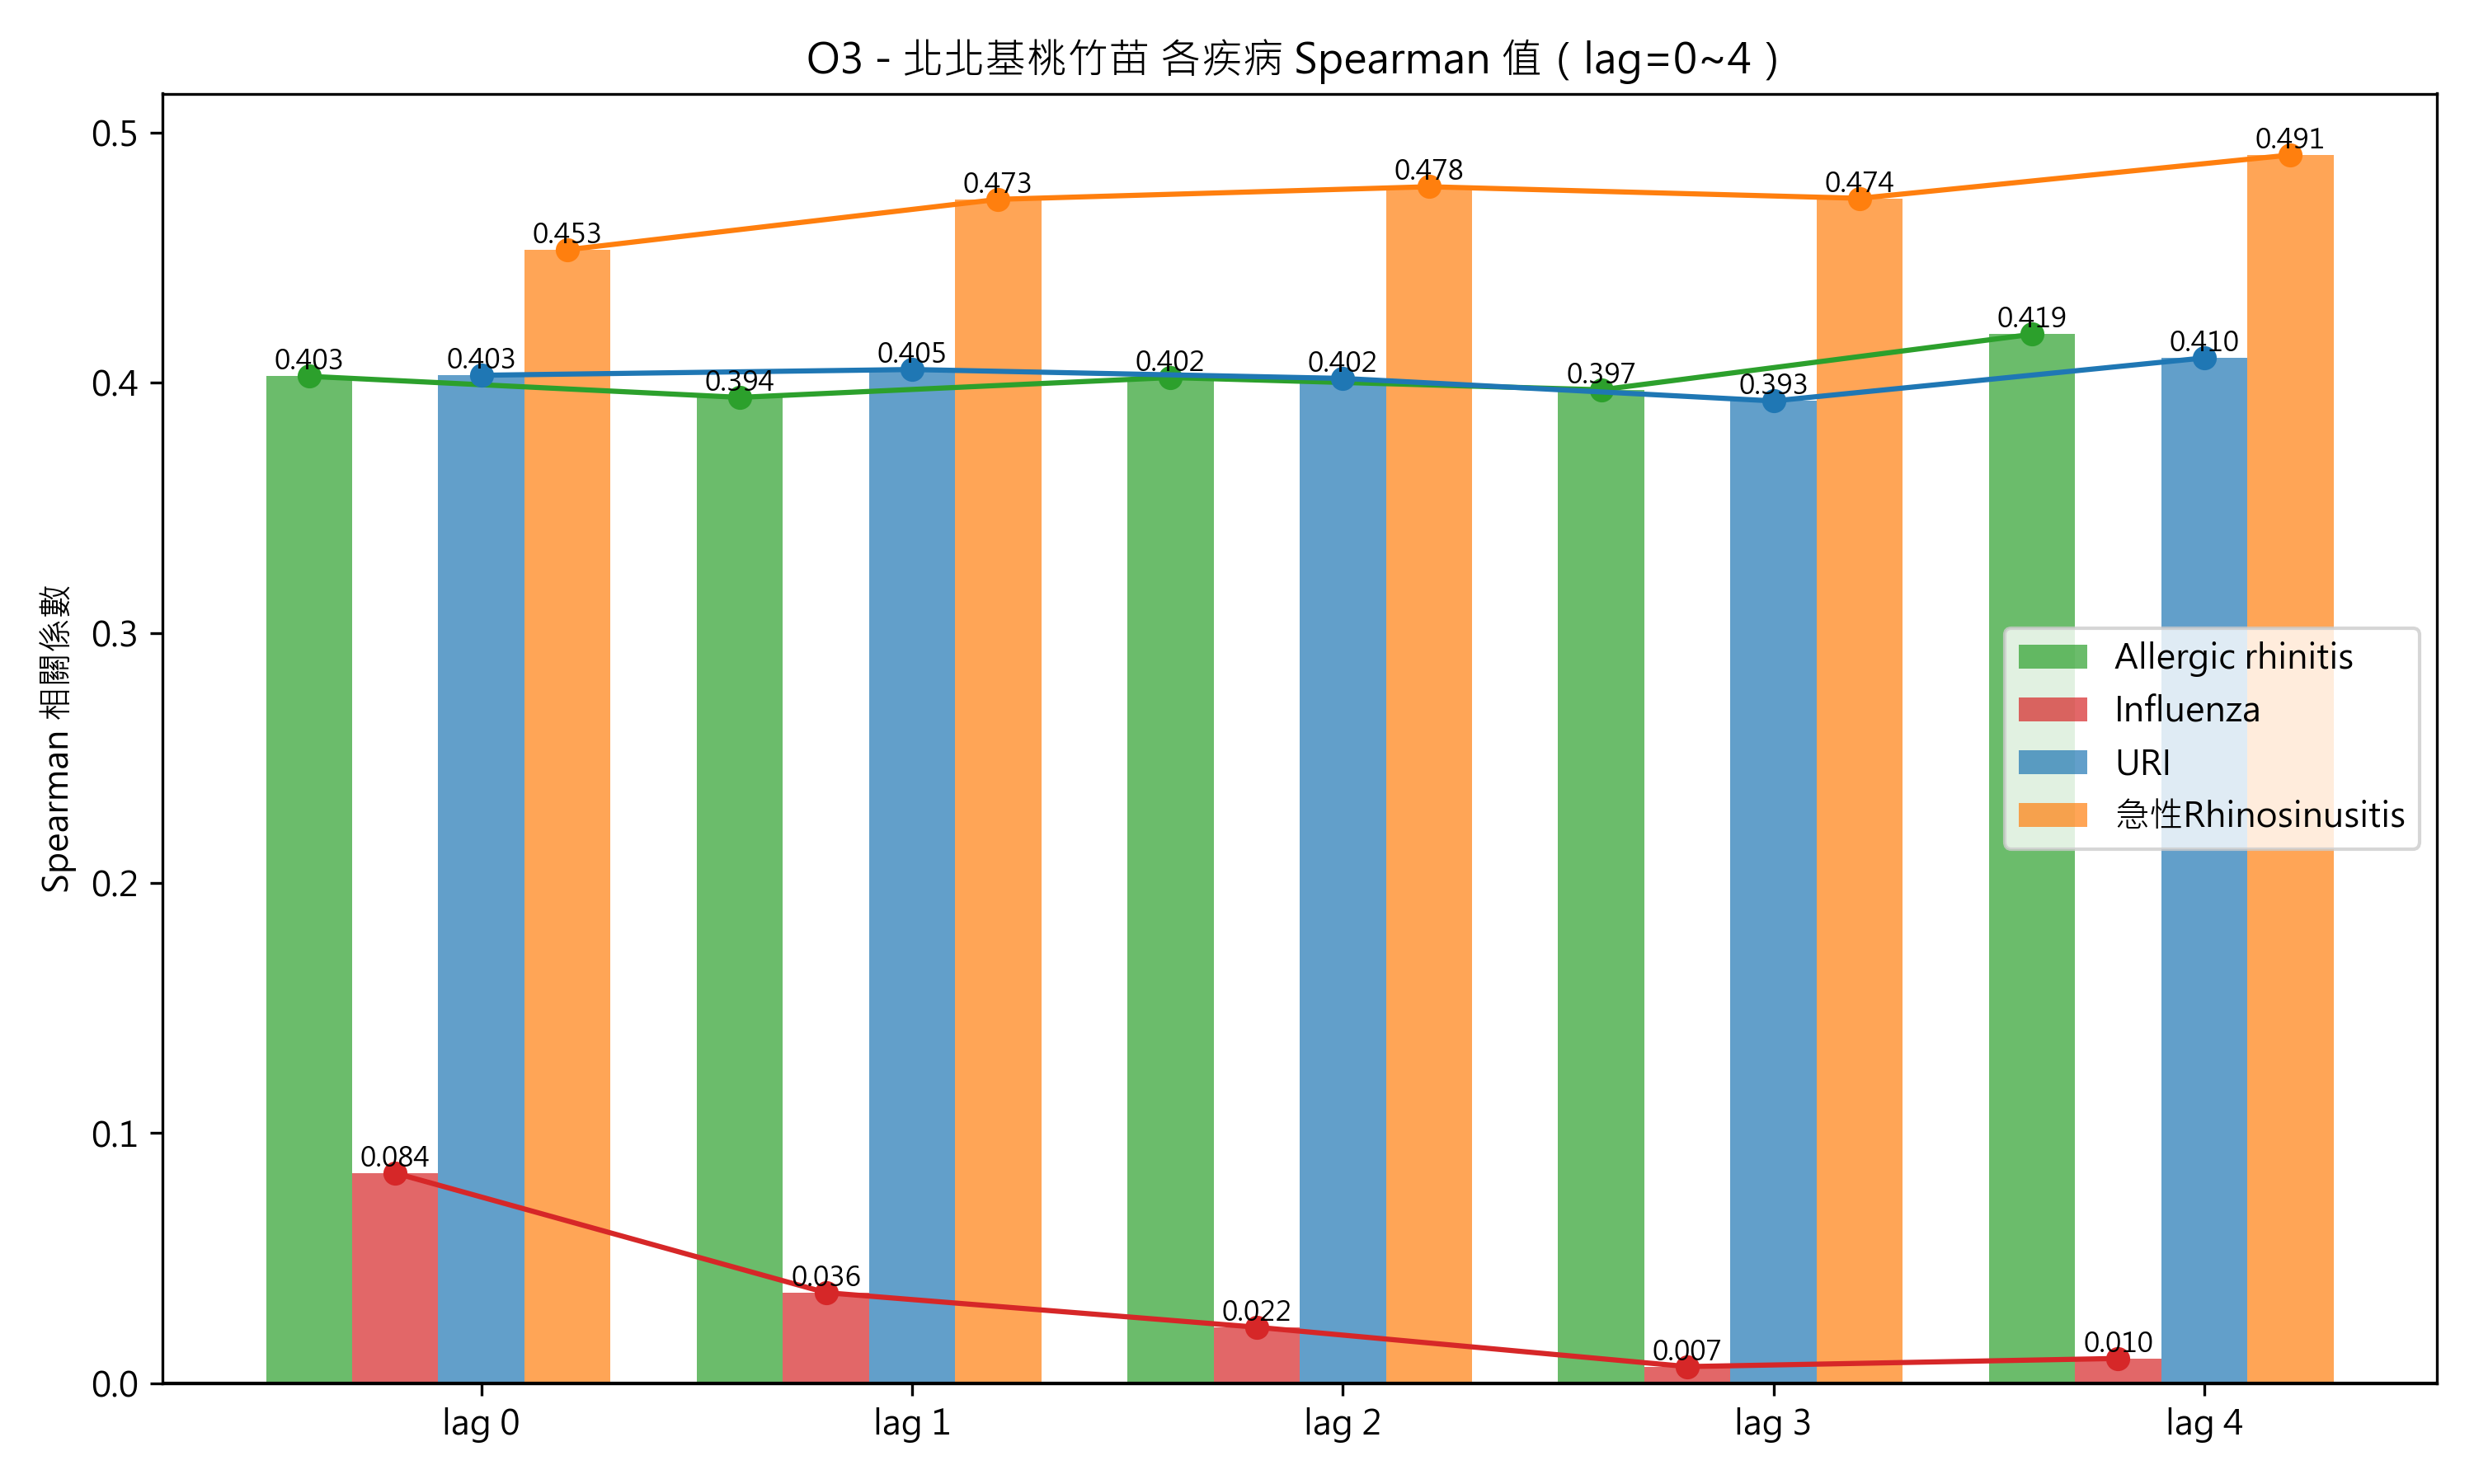 O3 - 北北基桃竹苗 各疾病 Spearman 值 ( lag=0~4 )
Spearman 相關係數
0.5
0.4
0.3
0.2
0.1
0.0
0.403
0.084
0.403
0.453
0.394
0.036
0.405
0.473
0.402
0.022
0.402
0.478
0.397
0.007
0.393
0.474
0.419
0.010
0.410
0.491
Allergic rhinitis
Influenza
URI
急性Rhinosinusitis
lag 0
lag 1
lag 2
lag 3
lag 4